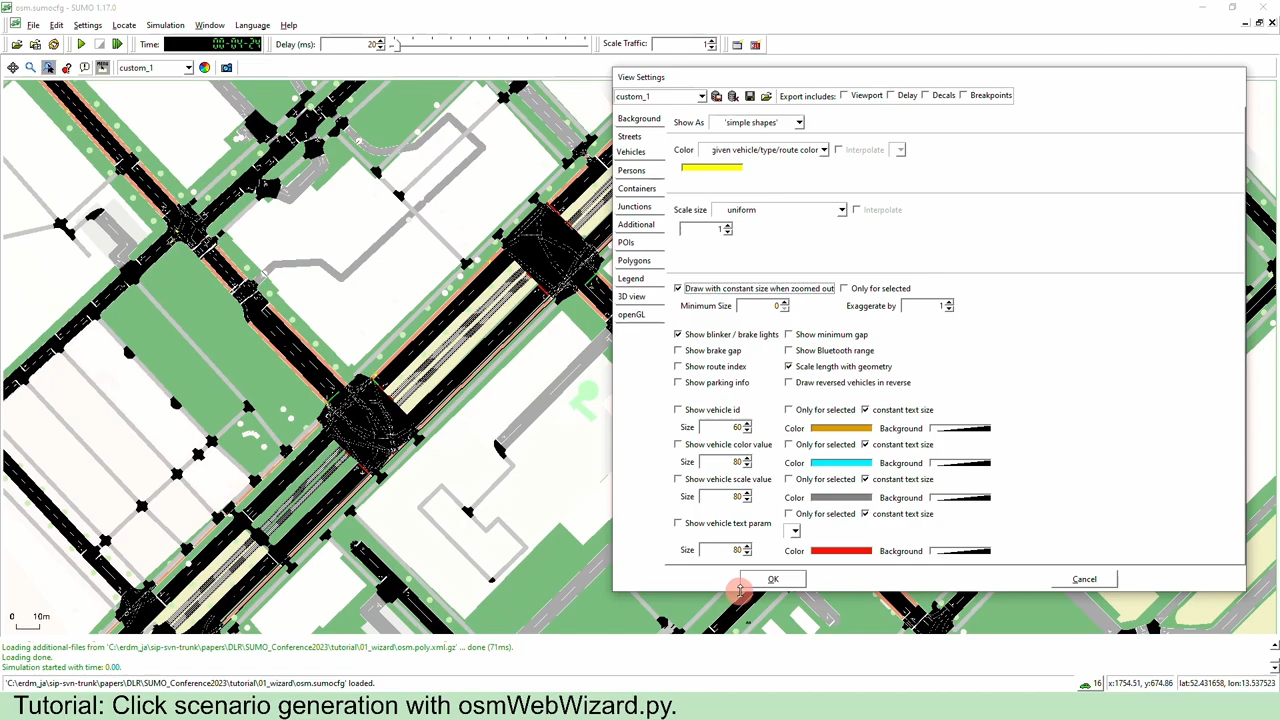 osm.sumocfg - SUMO 1.17.0
File Edit Settings Locate Simulation Window Language Help
Time: 00-04-24 Delay (ms): 20 Scale Traffic: 1
custom_1
View Settings
custom_1 Export includes: Viewport Delay Decals Breakpoints
Background
Streets
Vehicles
Persons
Containers
Junctions
Additional
POIs
Polygons
Legend
3D view
openGL
Show As 'simple shapes'
Color given vehicle/type/route color Interpolate
Scale size uniform Interpolate
1
Draw with constant size when zoomed out Only for selected
Minimum Size 0 Exaggerate by 1
Show blinker / brake lights Show minimum gap
Show brake gap Show Bluetooth range
Show route index Scale length with geometry
Show parking info Draw reversed vehicles in reverse
Show vehicle id Only for selected constant text size
Size 60 Color Background
Show vehicle color value Only for selected constant text size
Size 80 Color Background
Show vehicle scale value Only for selected constant text size
Size 80 Color Background
Show vehicle text param Only for selected constant text size
Size 80 Color Background
OK Cancel
0 10m
Loading additional-files from 'C:\erdm_ja\sip-svn-trunk\papers\DLR\SUMO_Conference2023\tutorial\01_wizard\osm.poly.xml.gz' ... done (71ms).
Loading done.
Simulation started with time: 0.00.
'C:\erdm_ja\sip-svn-trunk\papers\DLR\SUMO_Conference2023\tutorial\01_wizard\osm.sumocfg' loaded.
16 x:1754.51, y:674.86 lat:52.431658, lon:13.537523
Tutorial: Click scenario generation with osmWebWizard.py.